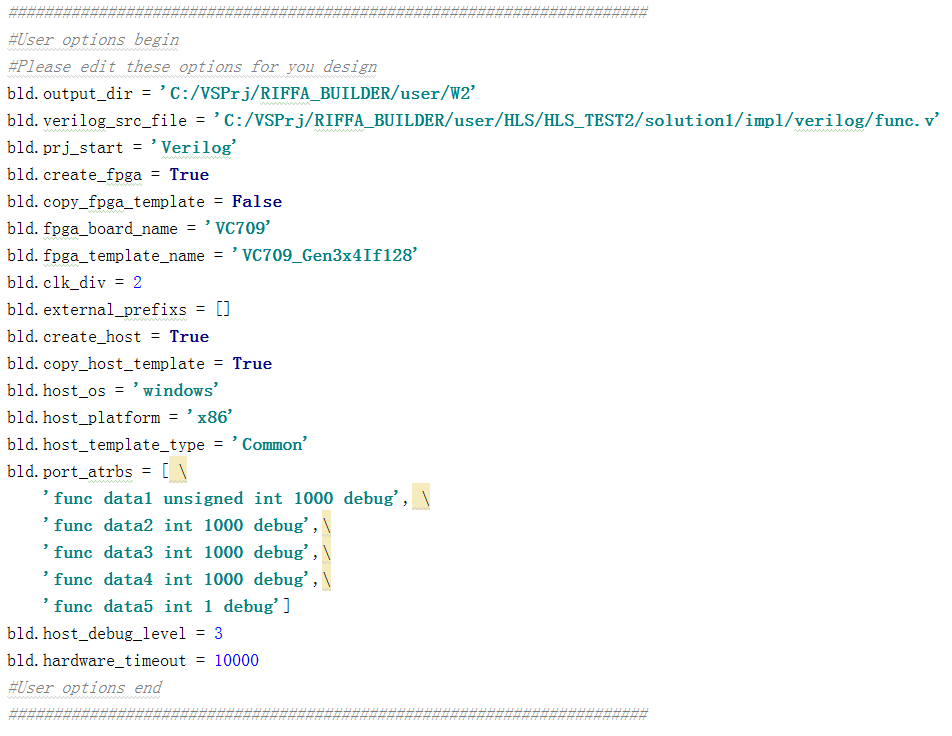 #######################################################################
#User options begin
#Please edit these options for you design
bld.output_dir = 'C:/VSPrj/RIFFA_BUILDER/user/W2'
bld.verilog_src_file = 'C:/VSPrj/RIFFA_BUILDER/user/HLS/HLS_TEST2/solution1/impl/verilog/func.v'
bld.prj_start = 'Verilog'
bld.create_fpga = True
bld.copy_fpga_template = False
bld.fpga_board_name = 'VC709'
bld.fpga_template_name = 'VC709_Gen3x4If128'
bld.clk_div = 2
bld.external_prefixs = []
bld.create_host = True
bld.copy_host_template = True
bld.host_os = 'windows'
bld.host_platform = 'x86'
bld.host_template_type = 'Common'
bld.port_atrbs = [ \
    'func data1 unsigned int 1000 debug', \
    'func data2 int 1000 debug',\
    'func data3 int 1000 debug',\
    'func data4 int 1000 debug',\
    'func data5 int 1 debug']
bld.host_debug_level = 3
bld.hardware_timeout = 10000
#User options end
#######################################################################